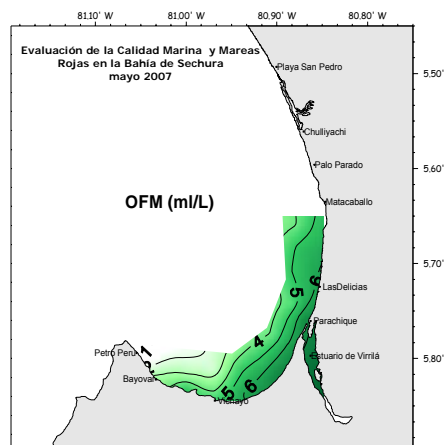 81,10° 81,00° 80,90° 80,80°
Evaluación de la Calidad Marina y Mareas
Rojas en la Bahía de Sechura
mayo 2007
Playa San Pedro
5,50°
Chulliyachi
5,60°
Palo Parado
OFM (ml/L)
Matacaballo
5,70°
6
LasDelicias
5
Parachique
4
1
Petro Perú
Estuario de Virrilá
5,80°
Bayovar
5
6
Vichayo